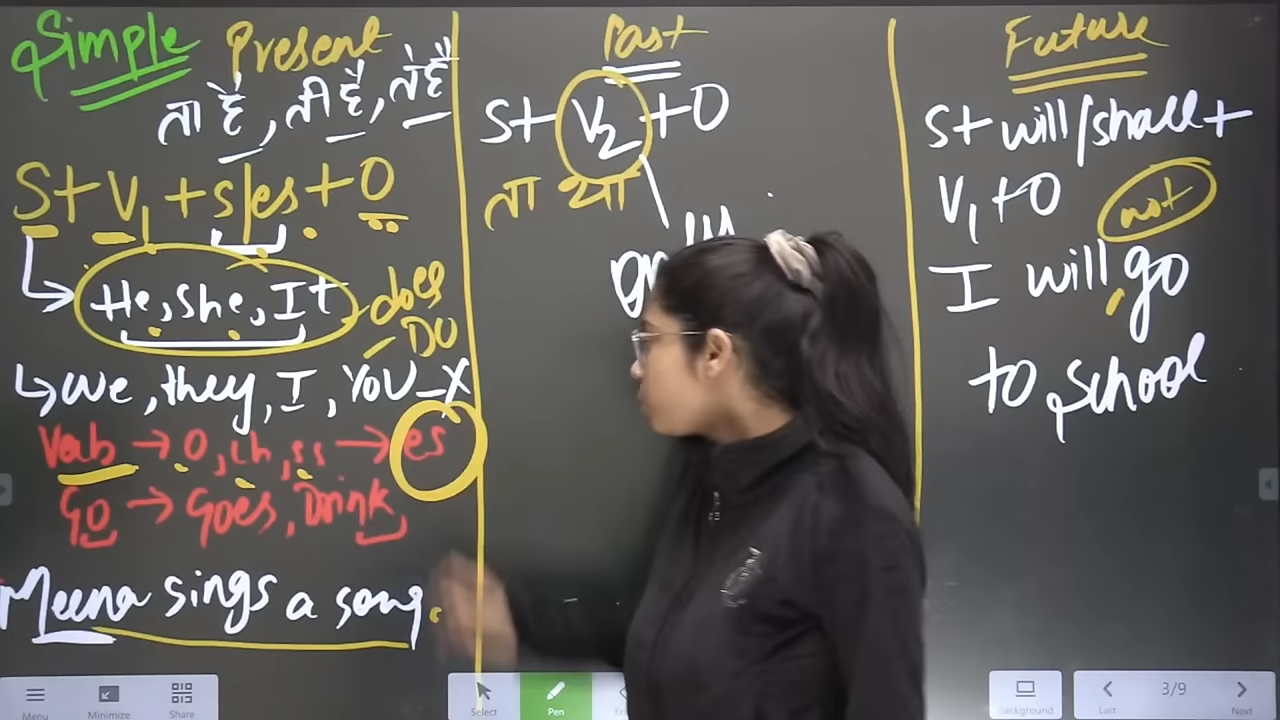 Simple Present
ता है, ती है, ते हैं
S + V1 + s/es + O
He, she, It does
DO
we, they, I, You - X
Verb → O, ch, ss → es
Go → Goes, Drink
Meena sings a song.
Past
S + V2 + O
ता था
Future
S + will/shall +
V1 + O not
I will, go
to school
Menu
Minimize
Share
Select
Pen
Background
Last
3/9
Next